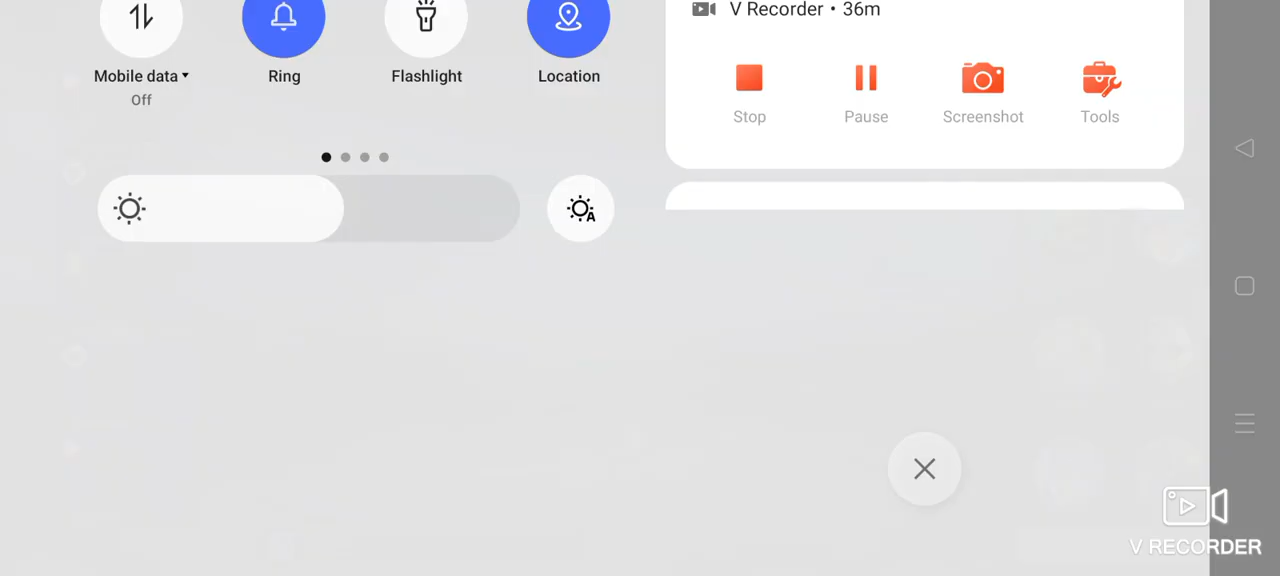 V Recorder • 36m
Mobile data
Ring
Flashlight
Location
Off
Stop
Pause
Screenshot
Tools
A
V RECORDER